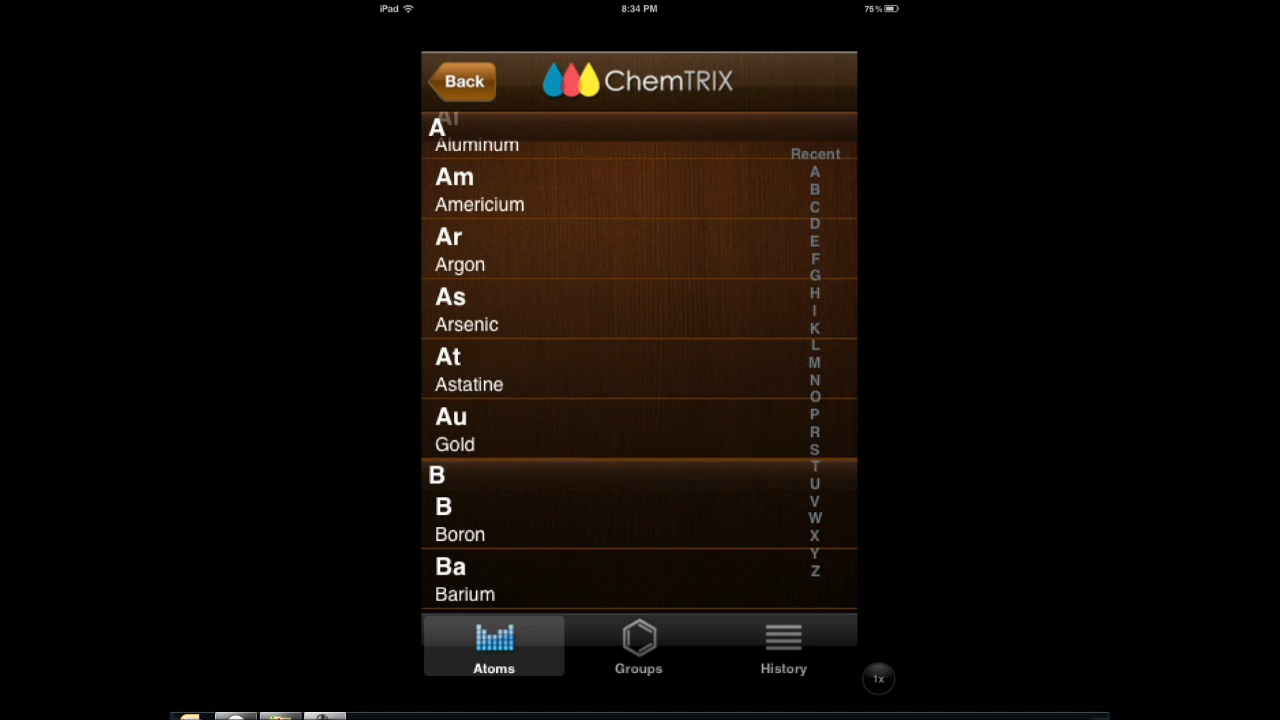 iPad
8:34 PM
75%
Back
ChemTRIX
Al
A
Aluminum
Am
Americium
Ar
Argon
As
Arsenic
At
Astatine
Au
Gold
B
B
Boron
Ba
Barium
Recent
A
B
C
D
E
F
G
H
I
K
L
M
N
O
P
R
S
T
U
V
W
X
Y
Z
Atoms
Groups
History
1x